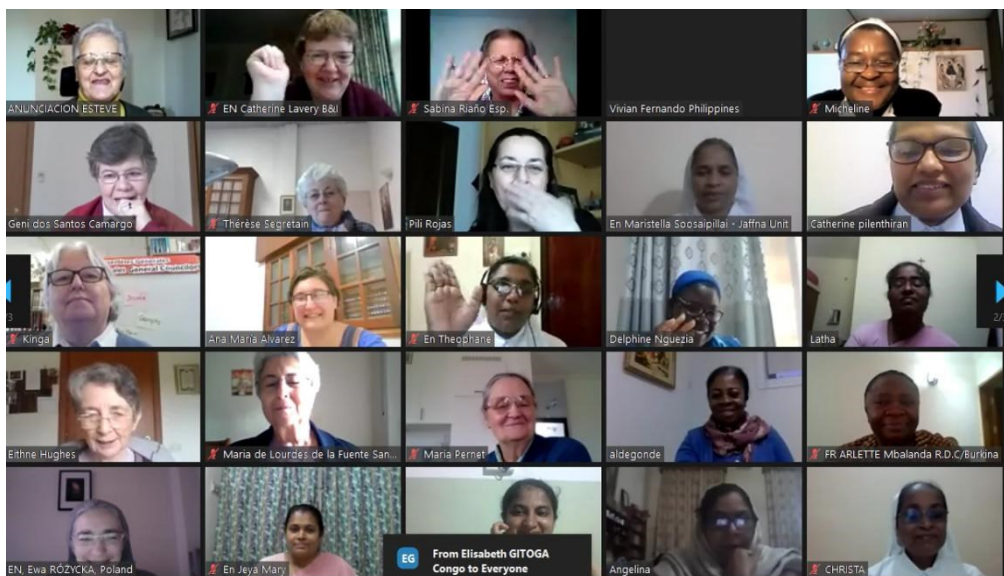 ANUNCIACION ESTEVE
EN Catherine Lavery B&I
Sabina Riaño Esp.
Vivian Fernando Philippines
Micheline
Geni dos Santos Camargo
Thérèse Segretain
Pili Rojas
En Maristella Soosaipillai - Jaffna Unit
Catherine pilenthiran
General Councillor
Kinga
Ana María Alvarez
En Theophane
Delphine Nguezia
Latha
Eithne Hughes
Maria de Lourdes de la Fuente San...
Maria Pernet
aldegonde
FR ARLETTE Mbalanda R.D.C/Burkina
EN, Ewa RÓŻYCKA, Poland
En Jeya Mary
EG
From Elisabeth GITOGA
Congo to Everyone
Angelina
CHRISTA